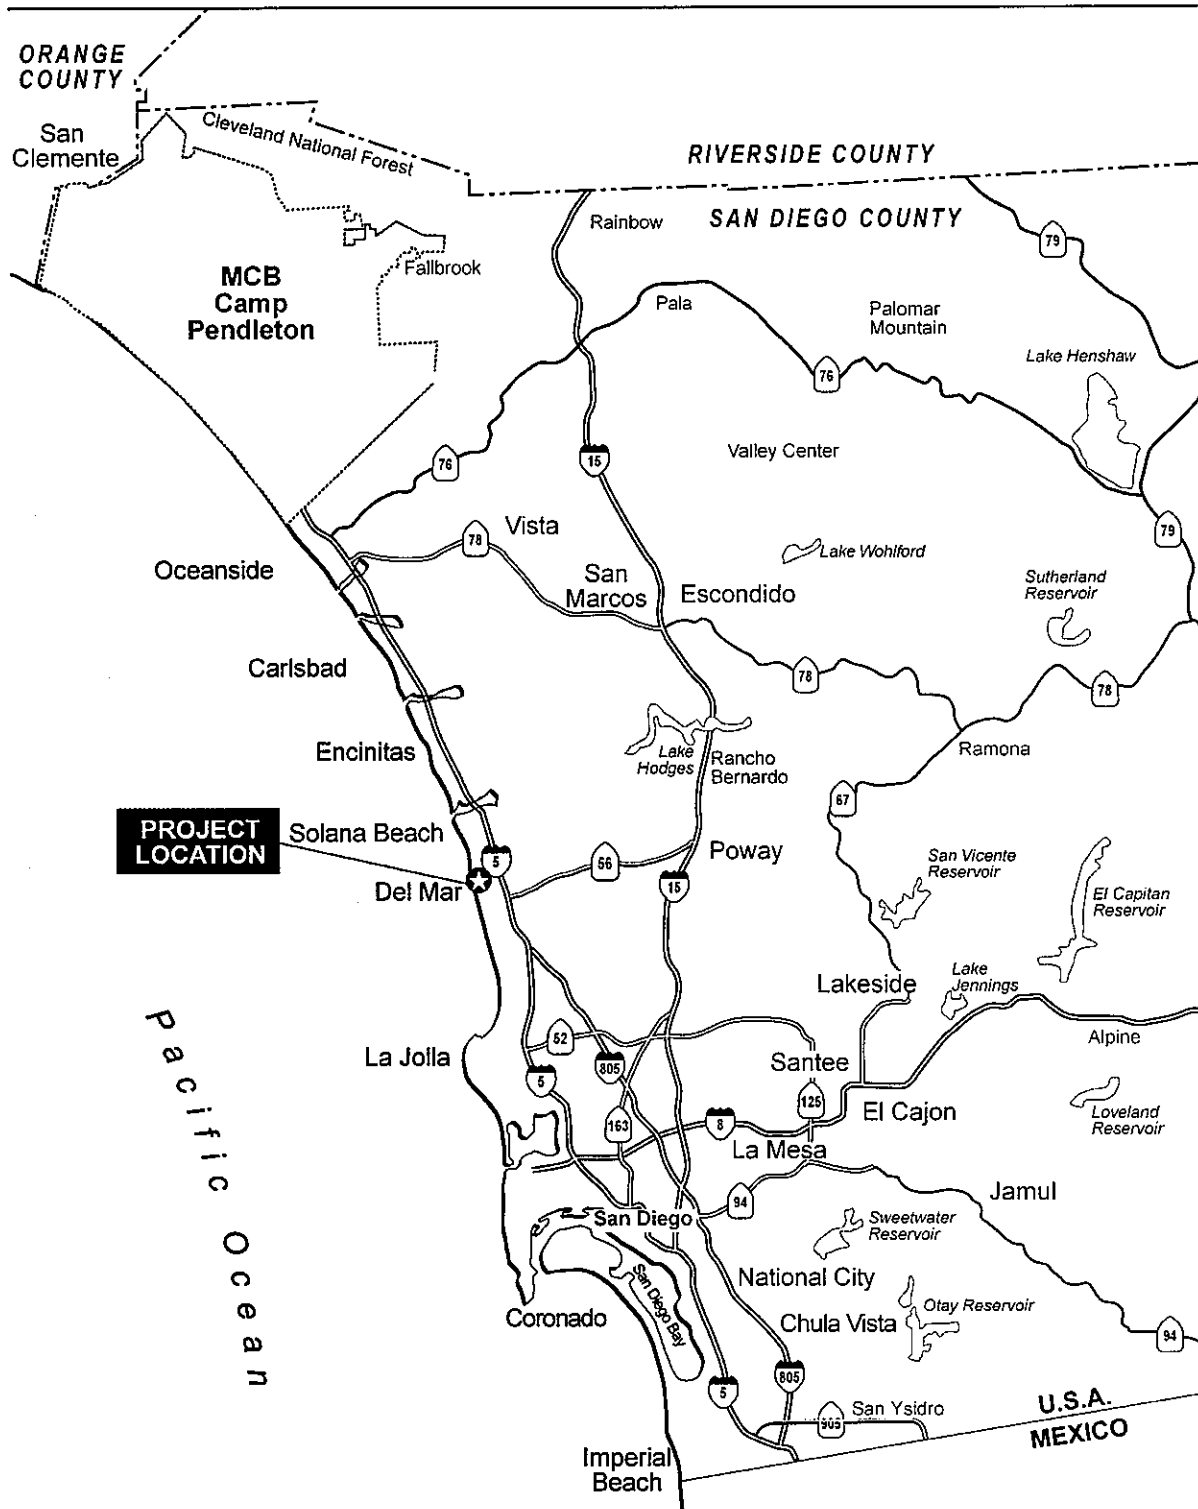 ORANGE
COUNTY
San
Clemente
Cleveland National Forest
RIVERSIDE COUNTY
SAN DIEGO COUNTY
Rainbow
79
MCB
Camp
Pendleton
Fallbrook
Pala
Palomar
Mountain
Lake Henshaw
76
Valley Center
76
15
Vista
78
79
Lake Wohlford
Oceanside
San
Marcos
Escondido
Sutherland
Reservoir
Carlsbad
78
78
Encinitas
Lake
Hodges
Rancho
Bernardo
Ramona
67
PROJECT
LOCATION
Solana Beach
5
56
Poway
San Vicente
Reservoir
Del Mar
15
El Capitan
Reservoir
Lakeside
Lake
Jennings
Pacific Ocean
52
Alpine
La Jolla
805
Santee
5
125
El Cajon
Loveland
Reservoir
163
8
La Mesa
94
Jamul
San Diego
Sweetwater
Reservoir
National City
San Diego Bay
Coronado
Chula Vista
Otay Reservoir
94
805
5
San Ysidro
905
U.S.A.
MEXICO
Imperial
Beach